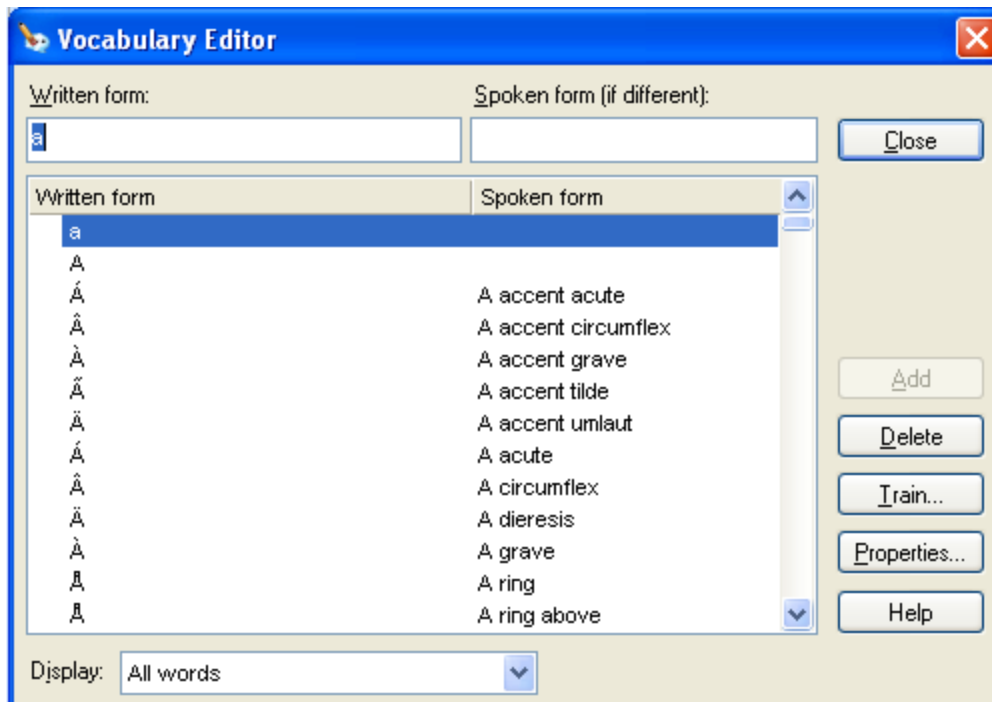 Vocabulary Editor
Written form: Spoken form (if different):
a Close
Written form Spoken form
a
A
Á A accent acute
Â A accent circumflex
À A accent grave
Ã A accent tilde
Ä A accent umlaut
Á A acute
Â A circumflex
Ä A dieresis
À A grave
Å A ring
Å A ring above
Add
Delete
Train...
Properties...
Help
Display: All words